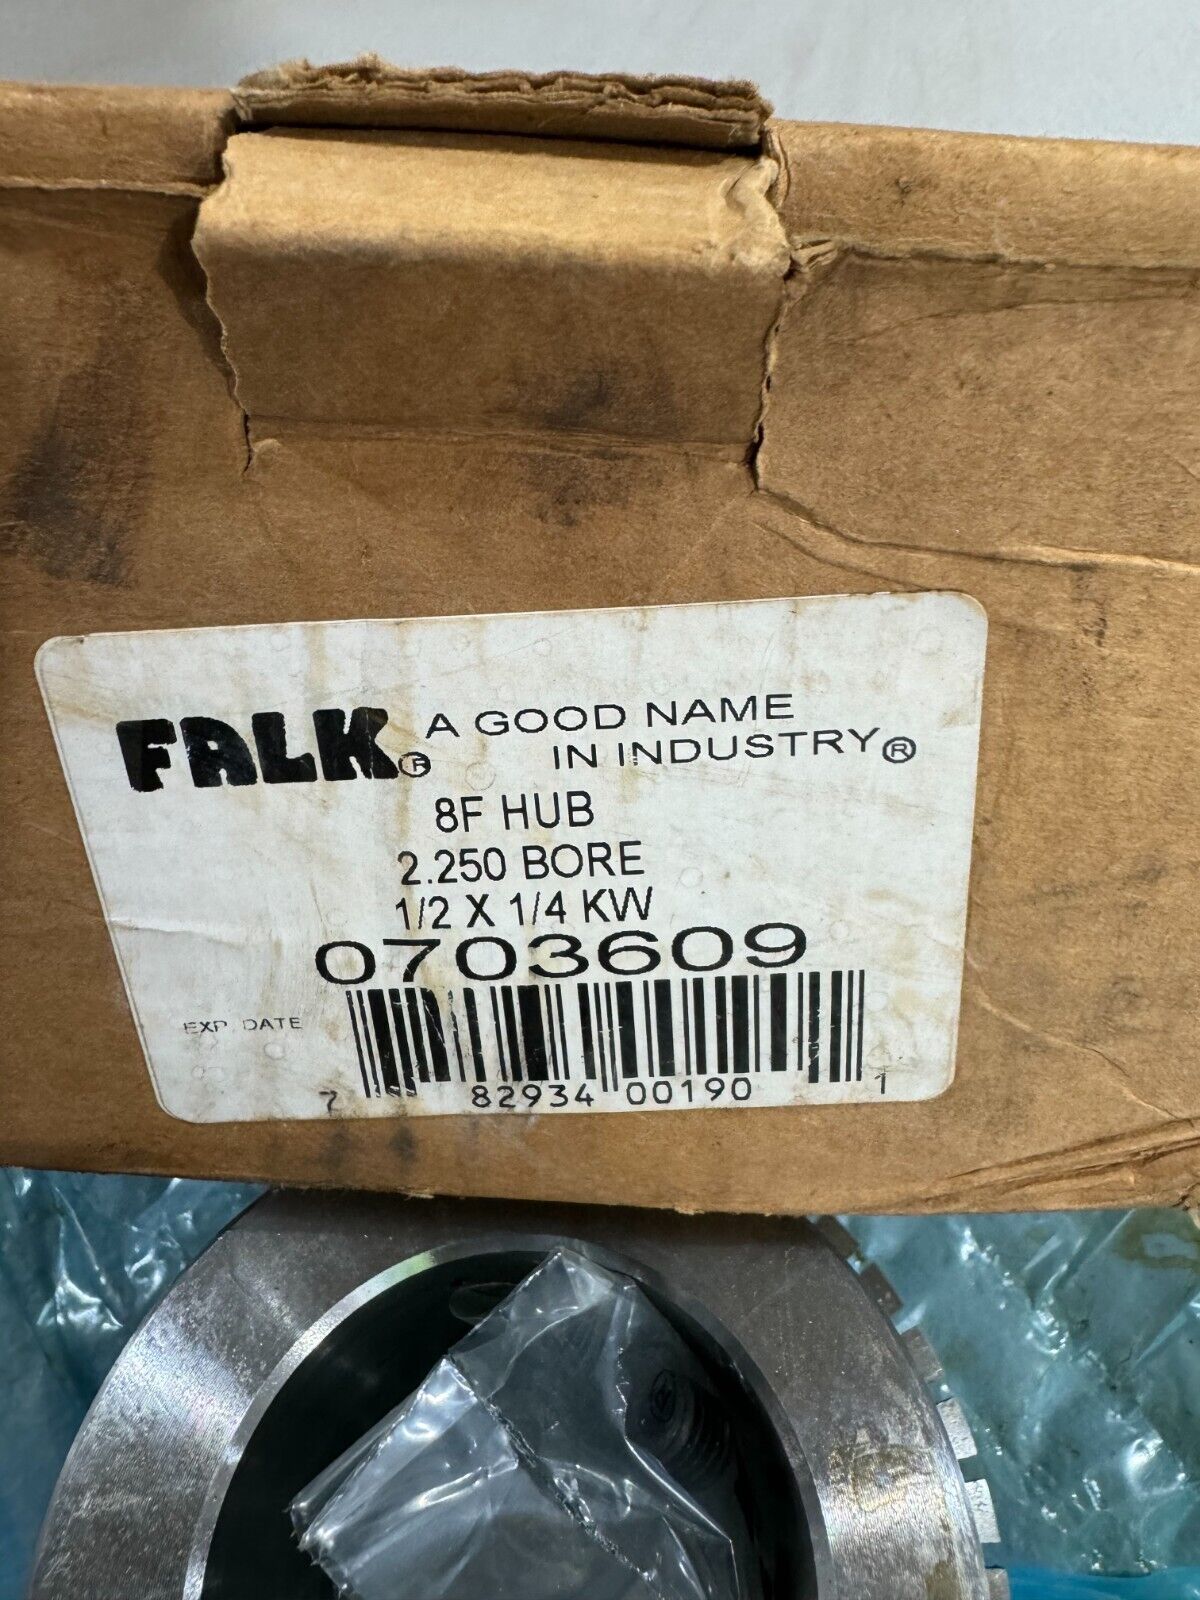 FALK® A GOOD NAME
IN INDUSTRY®
8F HUB
2.250 BORE
1/2 X 1/4 KW
0703609
EXP DATE
7 82934 00190 1